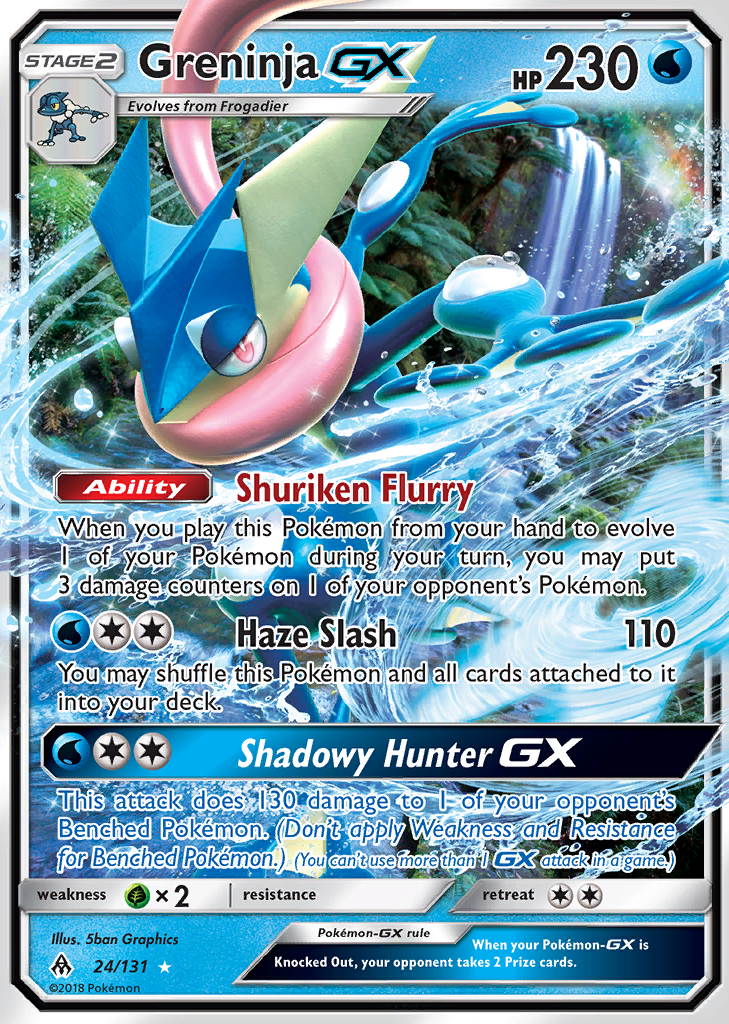 STAGE2 Greninja GX HP 230
Evolves from Frogadier
Ability Shuriken Flurry
When you play this Pokémon from your hand to evolve
1 of your Pokémon during your turn, you may put
3 damage counters on 1 of your opponent's Pokémon.
Haze Slash 110
You may shuffle this Pokémon and all cards attached to it
into your deck.
Shadowy Hunter GX
This attack does 130 damage to 1 of your opponent's
Benched Pokémon. (Don't apply Weakness and Resistance
for Benched Pokémon.) (You can't use more than 1 GX attack in a game.)
weakness ×2 resistance retreat
Illus. 5ban Graphics
24/131 ★
©2018 Pokémon
Pokémon-GX rule
When your Pokémon-GX is
Knocked Out, your opponent takes 2 Prize cards.